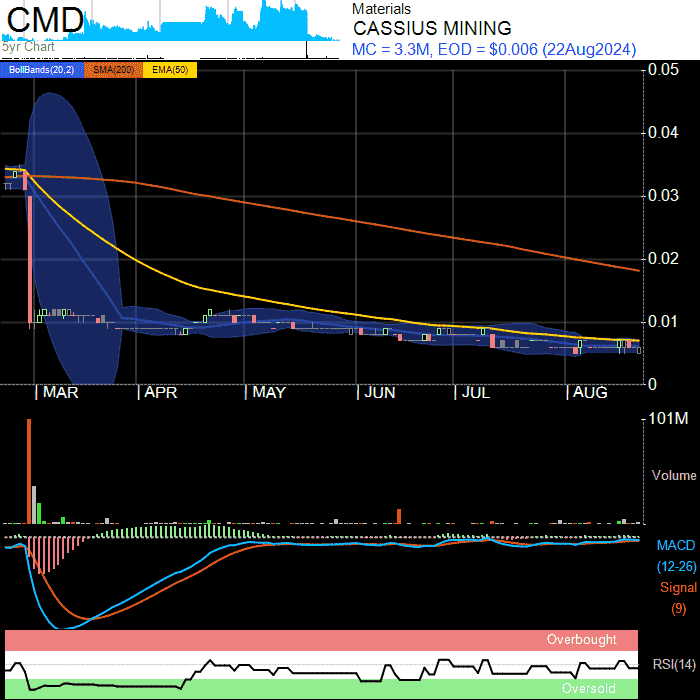 CMD
5yr Chart
Materials
CASSIUS MINING
MC = 3.3M, EOD = $0.006 (22Aug2024)
BollBands(20,2) SMA(200) EMA(50)
0.05
0.04
0.03
0.02
0.01
0
MAR APR MAY JUN JUL AUG
101M
Volume
MACD
(12-26)
Signal
(9)
Overbought
RSI(14)
Oversold